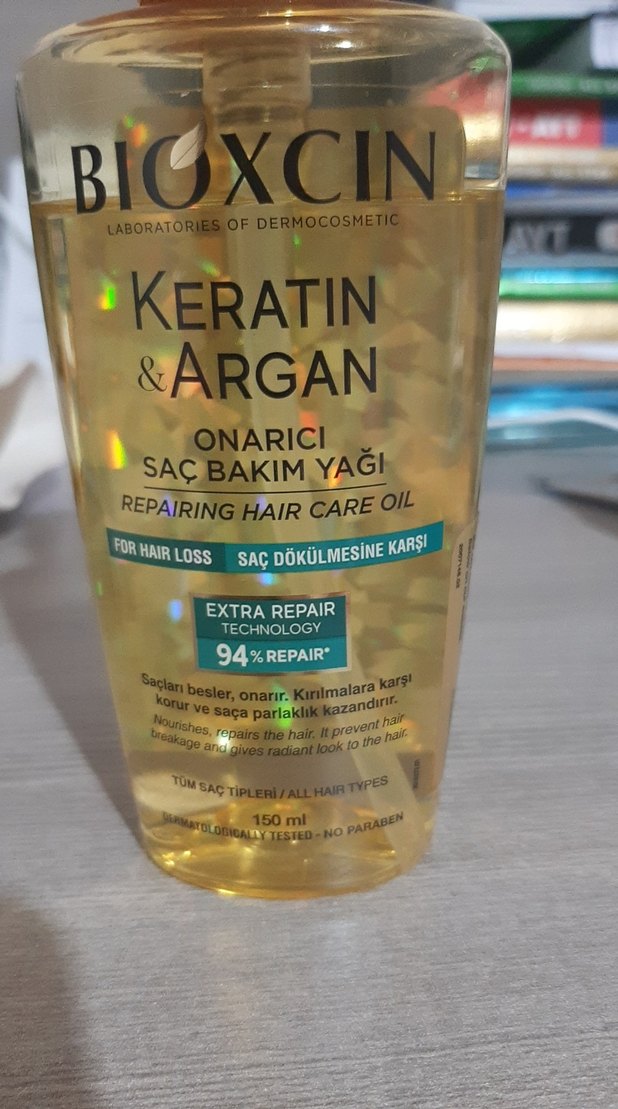 BIOXCIN
LABORATORIES OF DERMOCOSMETIC
KERATIN
&ARGAN
ONARICI
SAÇ BAKIM YAĞI
REPAIRING HAIR CARE OIL
FOR HAIR LOSS SAÇ DÖKÜLMESİNE KARŞI
EXTRA REPAIR
TECHNOLOGY
94% REPAIR*
Saçları besler, onarır. Kırılmalara karşı
korur ve saça parlaklık kazandırır.
Nourishes, repairs the hair. It prevent hair
breakage and gives radiant look to the hair.
TÜM SAÇ TİPLERİ / ALL HAIR TYPES
150 ml
DERMATOLOGICALLY TESTED - NO PARABEN
-AYT
AYT